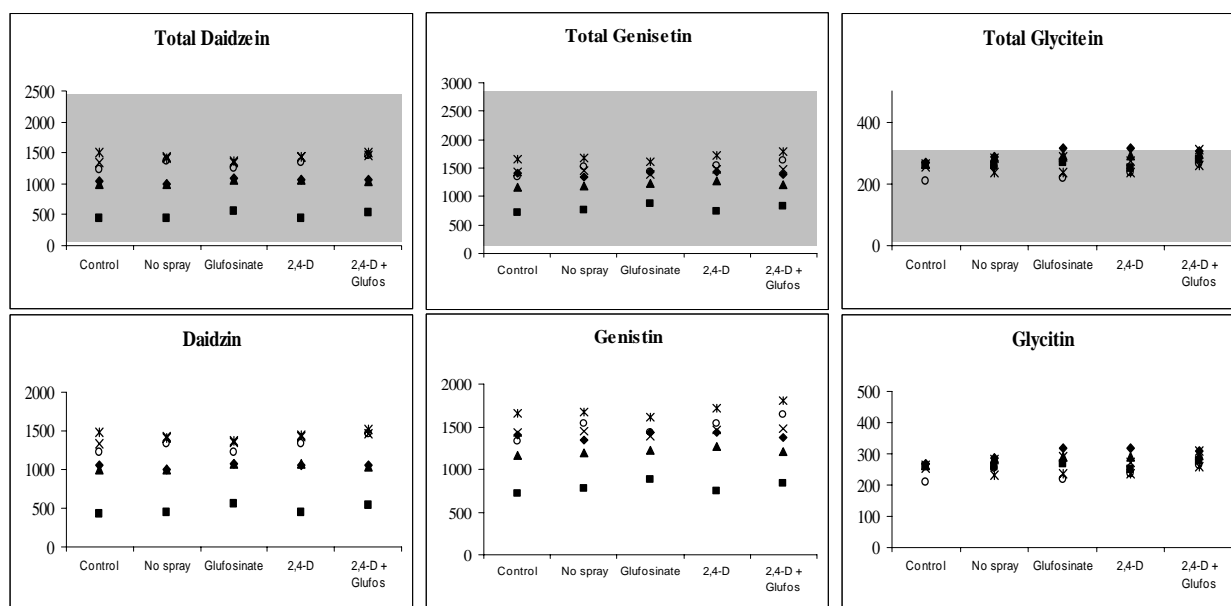 Total Daidzein
2500
2000
1500
1000
500
0
Control No spray Glufosinate 2,4-D 2,4-D +
Glufos
Total Genisetin
3000
2500
2000
1500
1000
500
0
Control No spray Glufosinate 2,4-D 2,4-D +
Glufos
Total Glycitein
400
200
0
Control No spray Glufosinate 2,4-D 2,4-D +
Glufos
Daidzin
2000
1500
1000
500
0
Control No spray Glufosinate 2,4-D 2,4-D +
Glufos
Genistin
2000
1500
1000
500
0
Control No spray Glufosinate 2,4-D 2,4-D +
Glufos
Glycitin
500
400
300
200
100
0
Control No spray Glufosinate 2,4-D 2,4-D +
Glufos